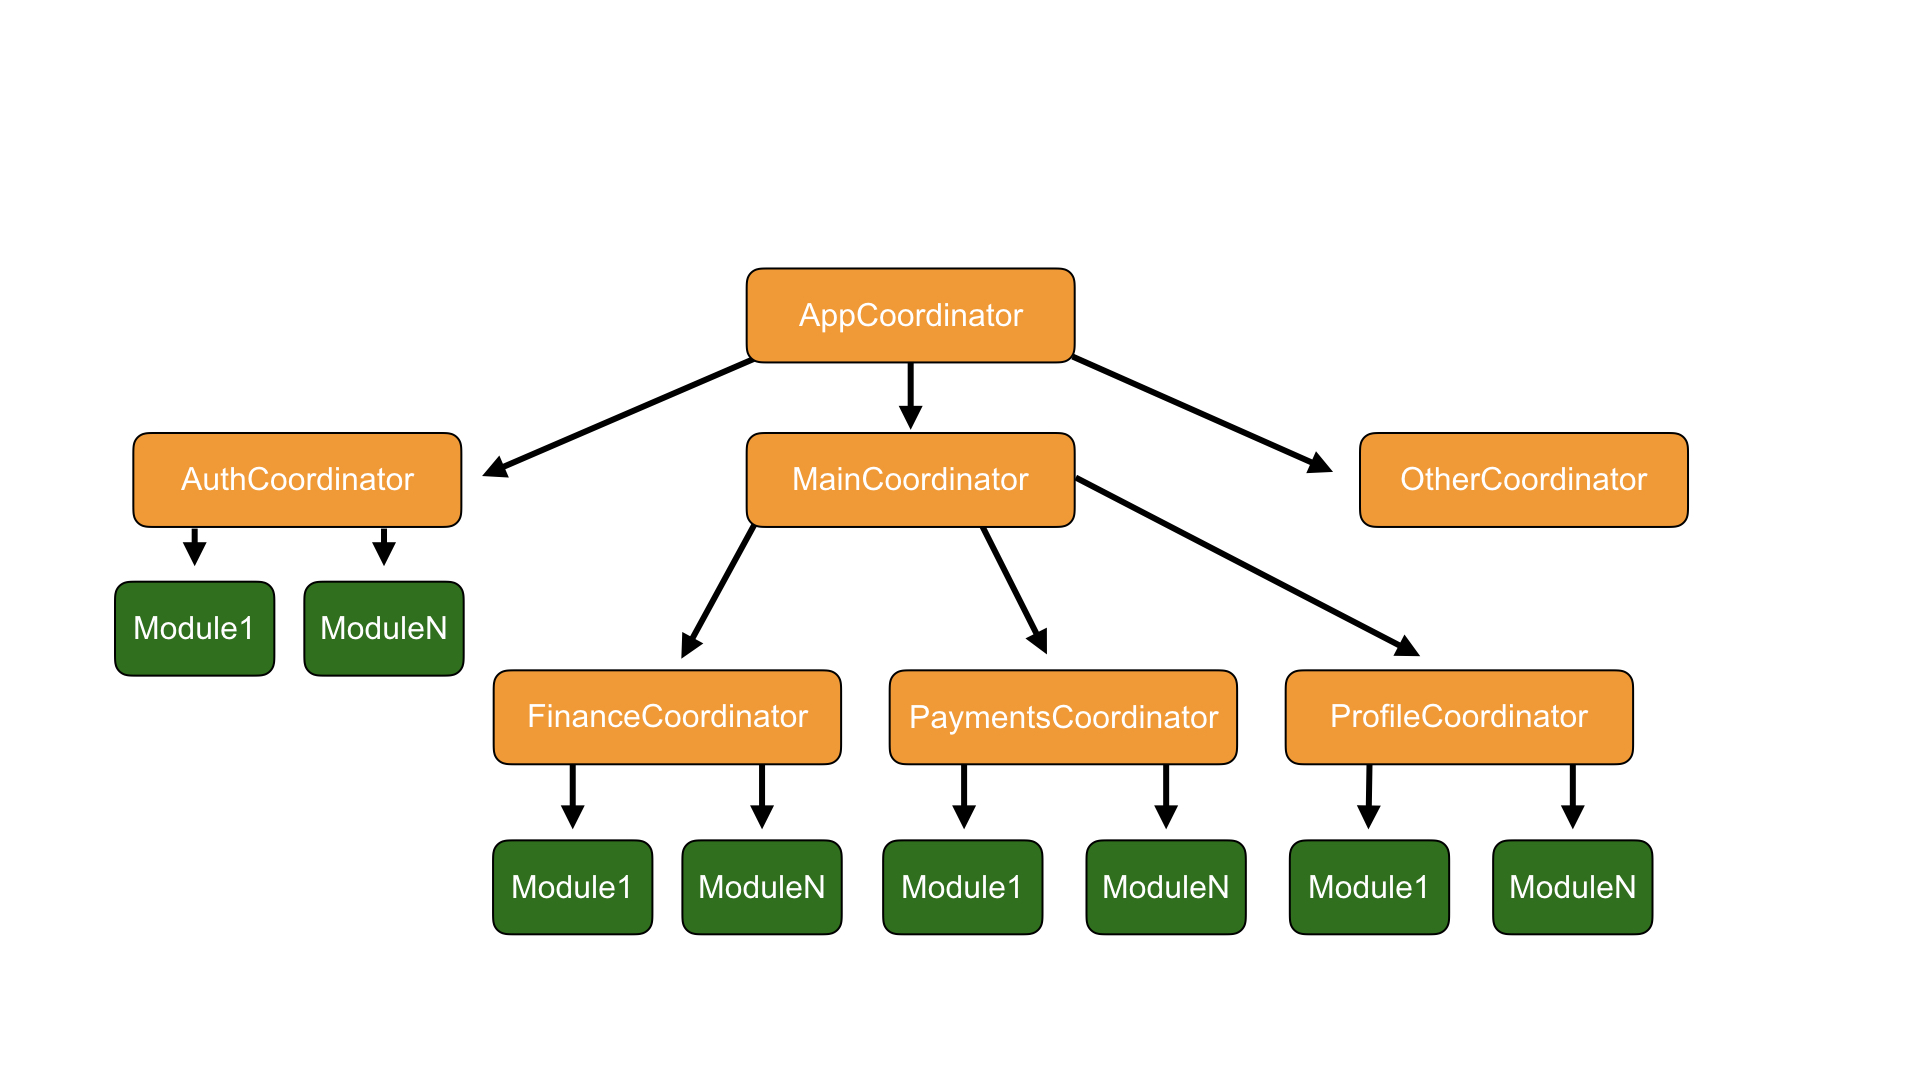 AppCoordinator
AuthCoordinator
MainCoordinator
OtherCoordinator
Module1
ModuleN
FinanceCoordinator
PaymentsCoordinator
ProfileCoordinator
Module1
ModuleN
Module1
ModuleN
Module1
ModuleN